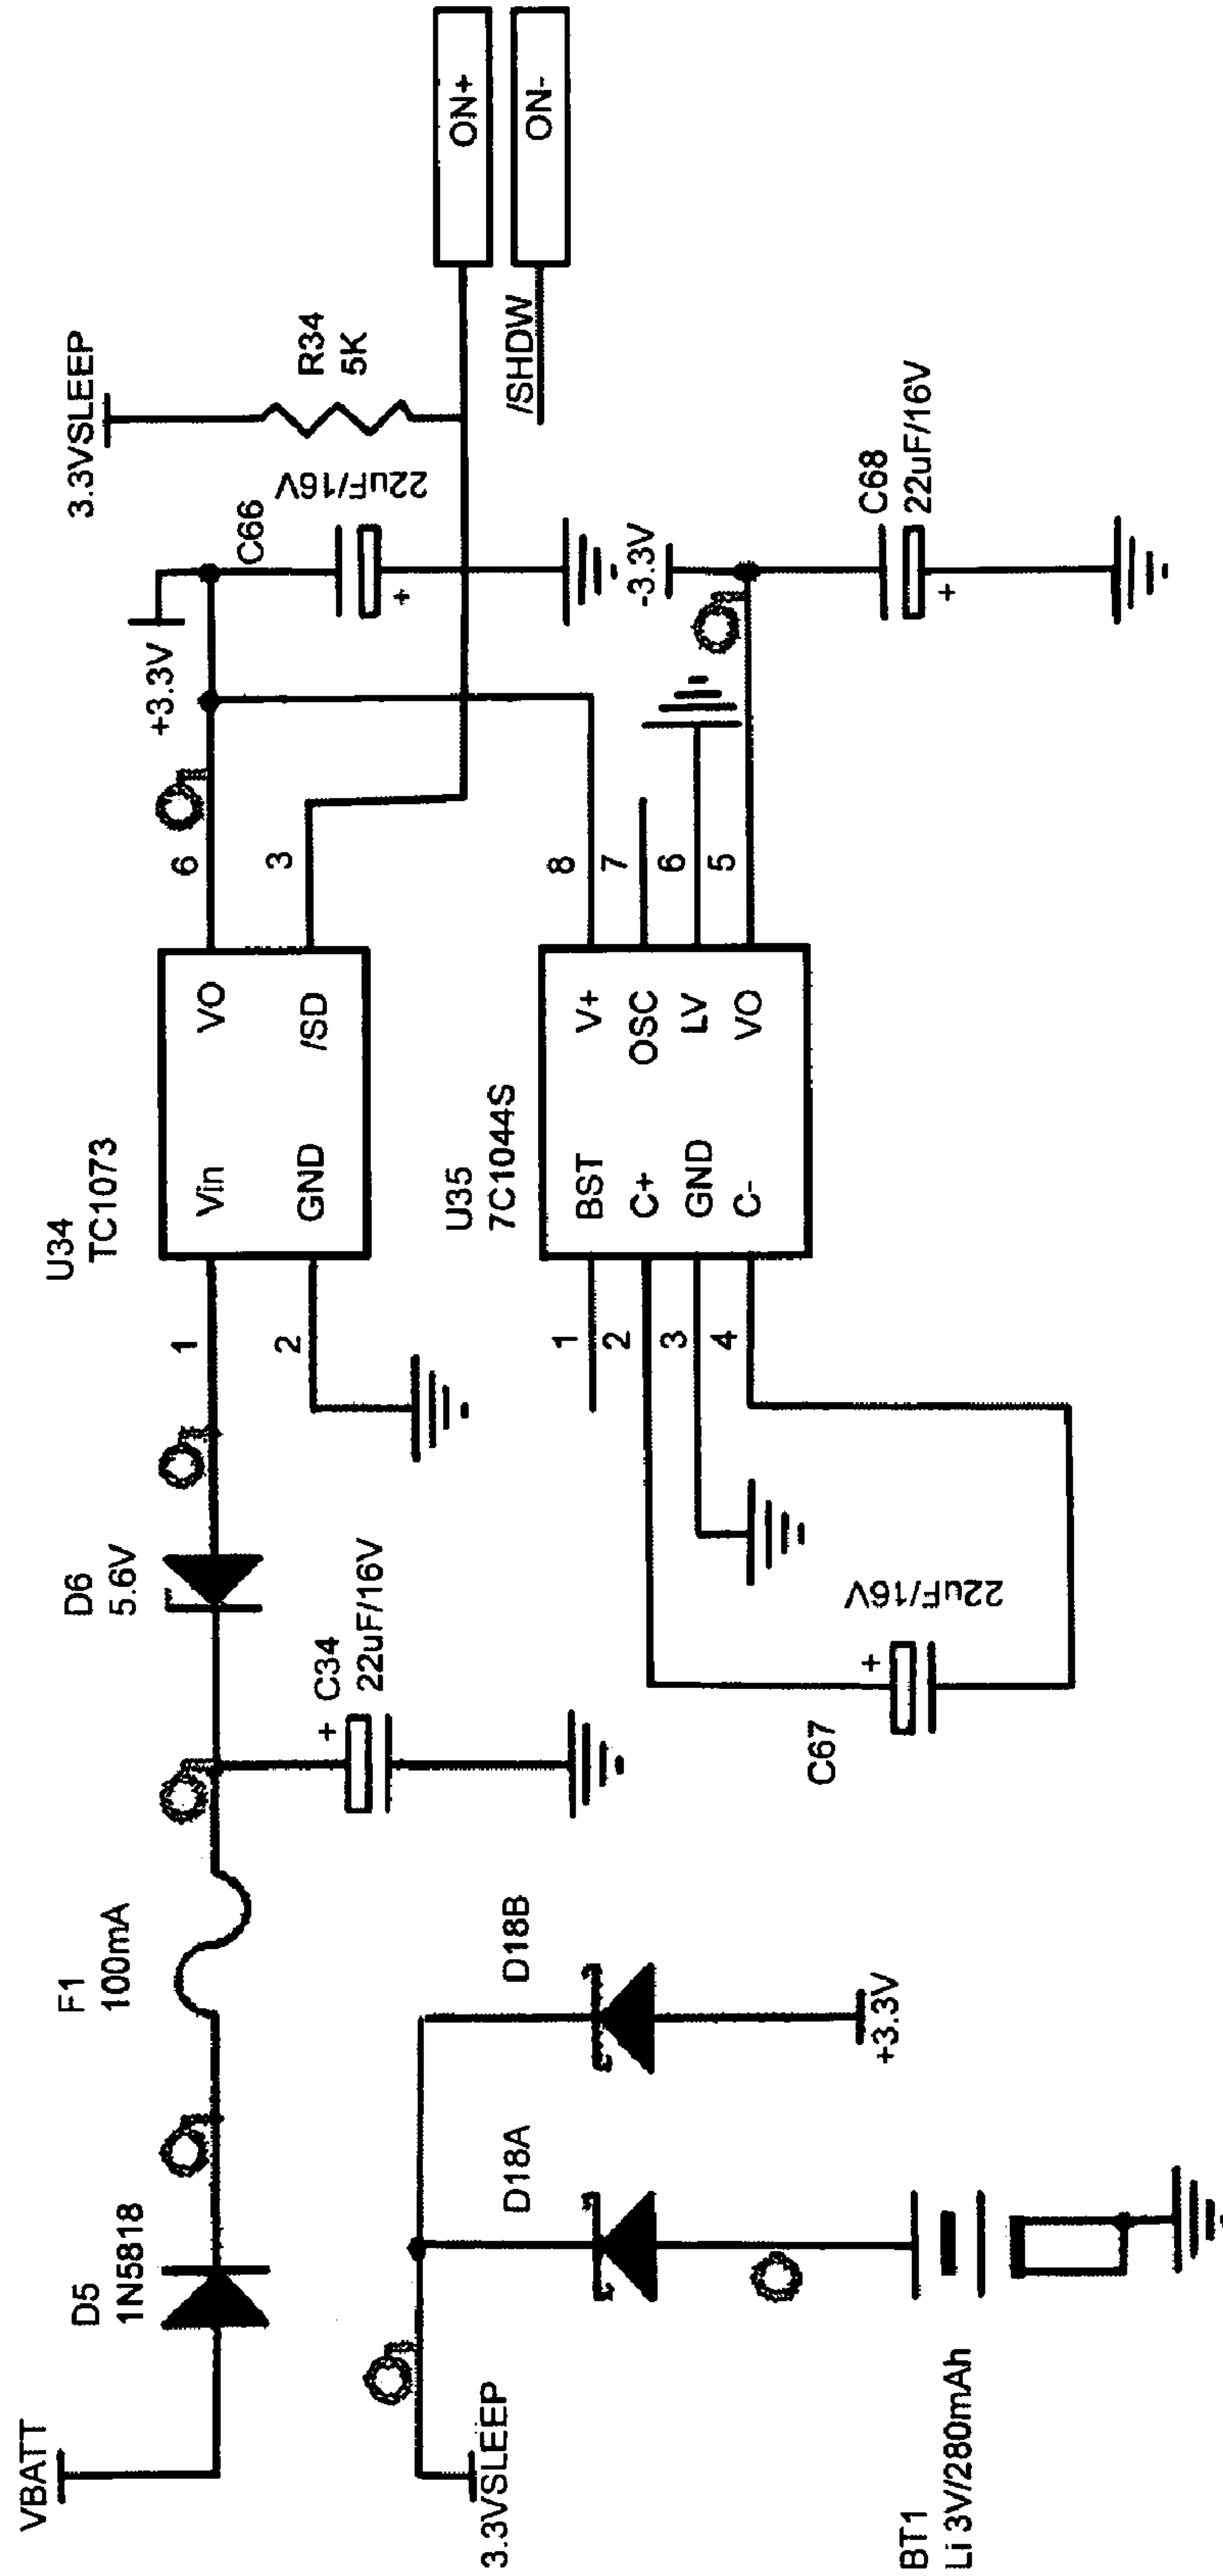 VBATT
D5
1N5818
F1
100mA
D6
5.6V
+
C34
22uF/16V
U34
TC1073
1
2
Vin
GND
VO
/SD
6
3
+3.3V
C66
22uF/16V
+
3.3VSLEEP
R34
5K
ON+
ON-
/SHDW
3.3VSLEEP
D18A
D18B
+3.3V
BT1
Li 3V/280mAh
C67
+
22uF/16V
U35
7C1044S
1
2
3
4
BST
C+
GND
C-
V+
OSC
LV
VO
8
7
6
5
-3.3V
C68
22uF/16V
+